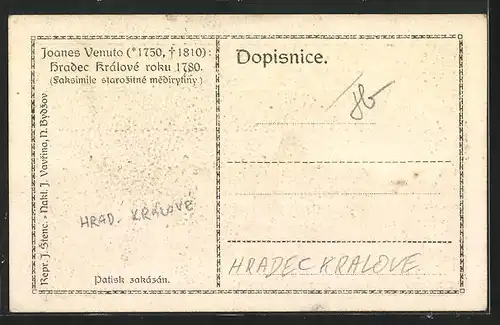 Joanes Venuto (*1750, †1810):
Hradec Králové roku 1780.
(Faksimile starožitné mědirytiny)
Dopisnice.
Repr. J. Štenc. - Nakl. J. Vavřina, N. Bydžov.
HRAD. KRÁLOVÉ
HRADEC KRALOVE
Patisk zakázán.